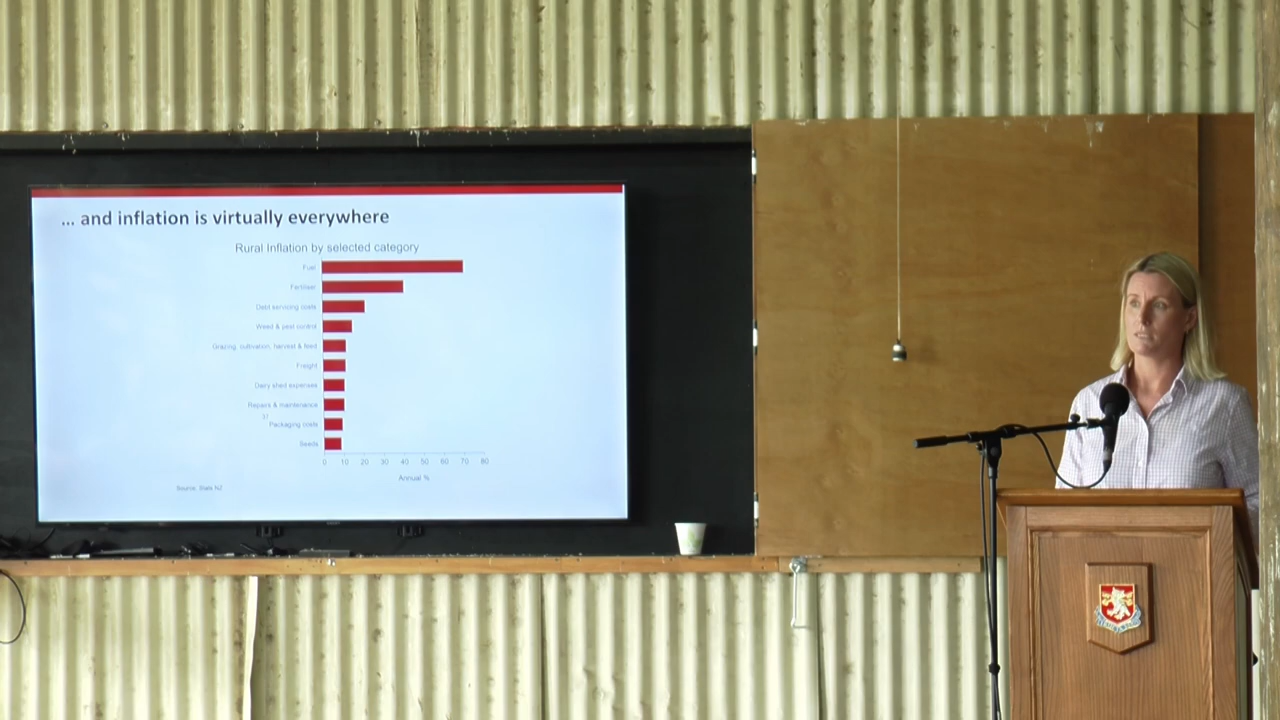 ... and inflation is virtually everywhere
Rural Inflation by selected category
Fuel
Fertiliser
Debt servicing costs
Weed & pest control
Grazing, cultivation, harvest & feed
Freight
Dairy shed expenses
Repairs & maintenance
31
Packaging costs
Seeds
0 10 20 30 40 50 60 70 80
Annual %
Source: Stats NZ